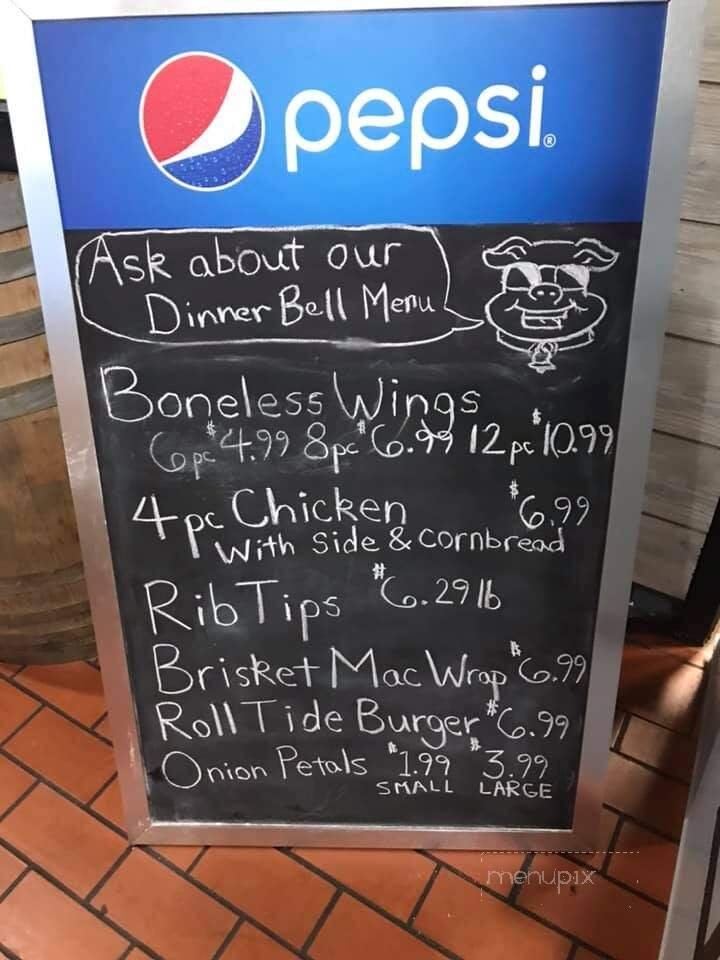 pepsi®
Ask about our
Dinner Bell Menu
Boneless Wings
6pc $4.99 8pc $6.99 12pc $10.99
4pc Chicken $6.99
With Side & cornbread
Rib Tips $6.29 lb
Brisket Mac Wrap $6.99
Roll Tide Burger $6.99
Onion Petals $1.99 $3.99
SMALL LARGE
menupix